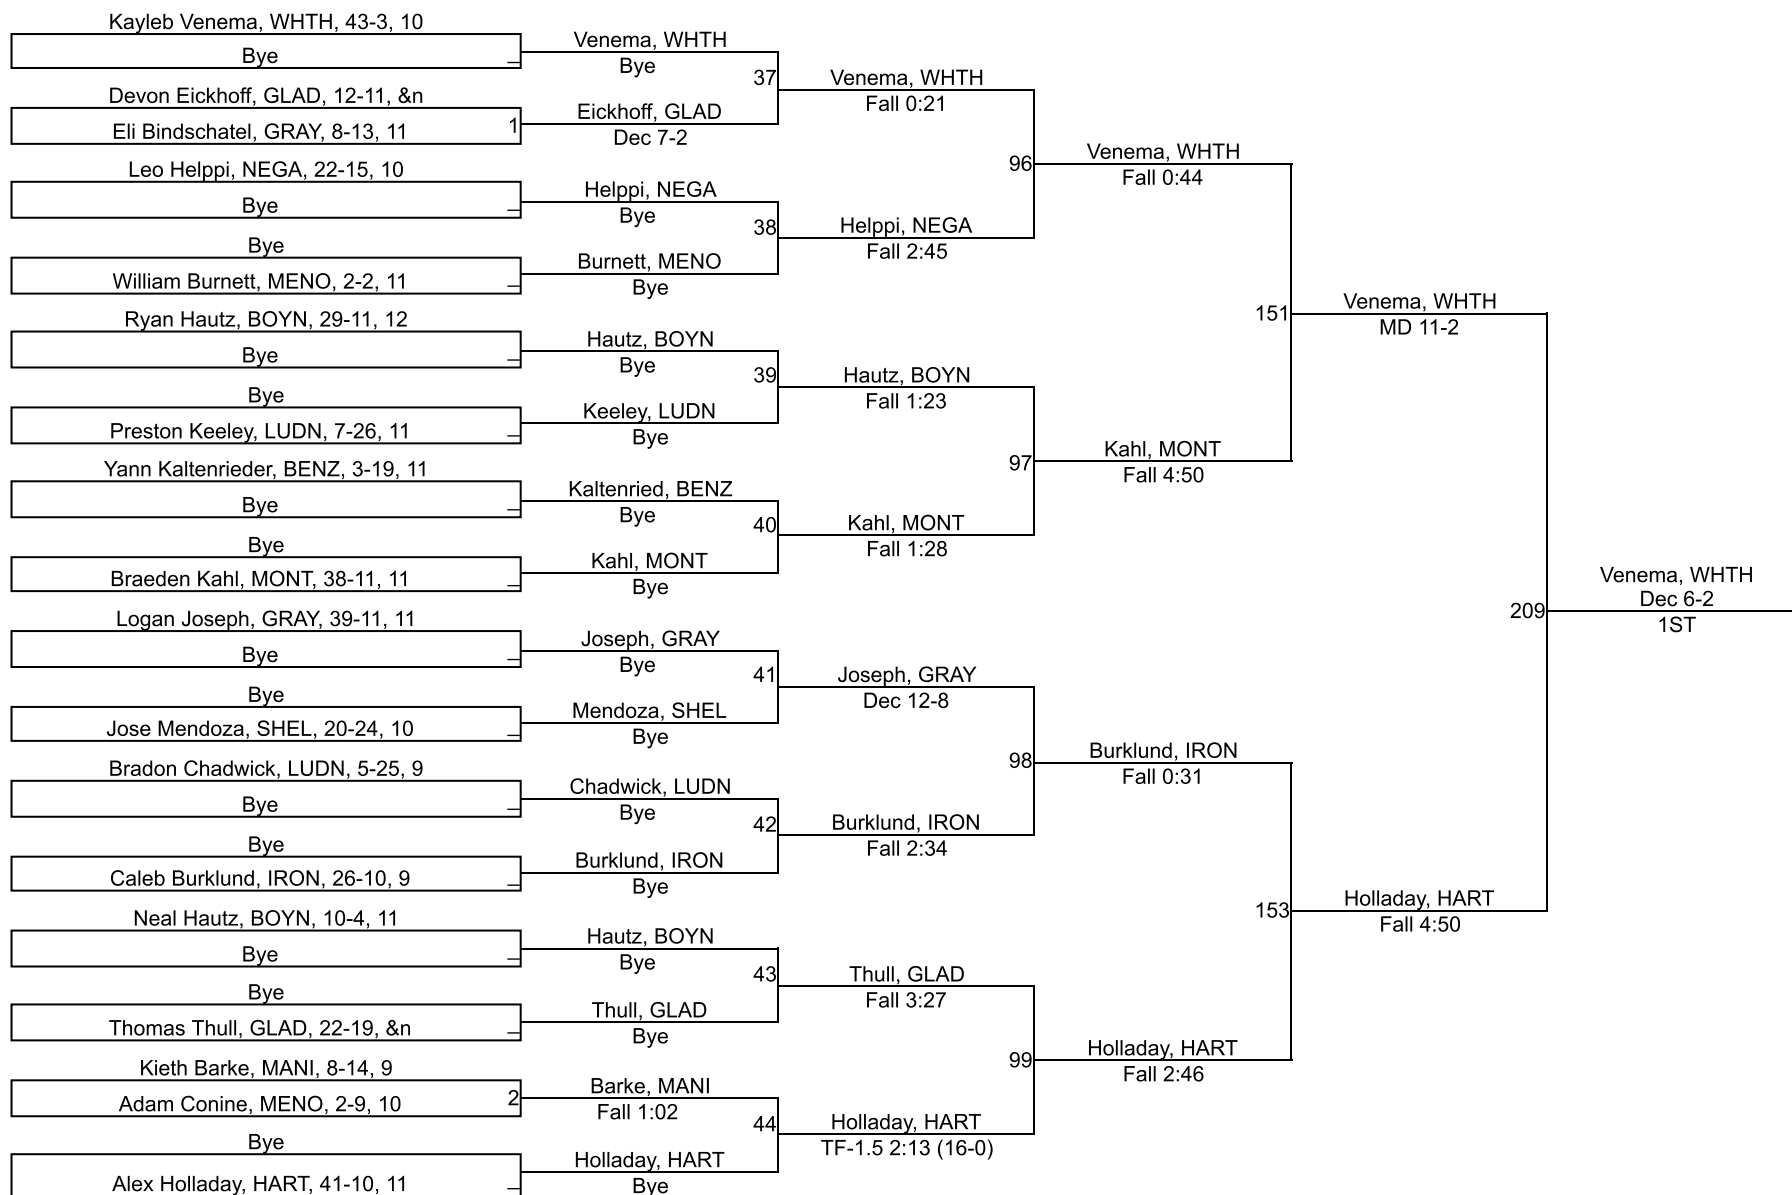 Kayleb Venema, WHTH, 43-3, 10
Bye
Devon Eickhoff, GLAD, 12-11, &n
Eli Bindschatel, GRAY, 8-13, 11
1
Leo Helppi, NEGA, 22-15, 10
Bye
Bye
William Burnett, MENO, 2-2, 11
Ryan Hautz, BOYN, 29-11, 12
Bye
Bye
Preston Keeley, LUDN, 7-26, 11
Yann Kaltenrieder, BENZ, 3-19, 11
Bye
Bye
Braeden Kahl, MONT, 38-11, 11
Logan Joseph, GRAY, 39-11, 11
Bye
Bye
Jose Mendoza, SHEL, 20-24, 10
Bradon Chadwick, LUDN, 5-25, 9
Bye
Bye
Caleb Burklund, IRON, 26-10, 9
Neal Hautz, BOYN, 10-4, 11
Bye
Bye
Thomas Thull, GLAD, 22-19, &n
Kieth Barke, MANI, 8-14, 9
Adam Conine, MENO, 2-9, 10
2
Bye
Alex Holladay, HART, 41-10, 11
Venema, WHTH
Bye
37
Eickhoff, GLAD
Dec 7-2
Helppi, NEGA
Bye
38
Burnett, MENO
Bye
Hautz, BOYN
Bye
39
Keeley, LUDN
Bye
Kaltenried, BENZ
Bye
40
Kahl, MONT
Bye
Joseph, GRAY
Bye
41
Mendoza, SHEL
Bye
Chadwick, LUDN
Bye
42
Burklund, IRON
Bye
Hautz, BOYN
Bye
43
Thull, GLAD
Bye
Barke, MANI
Fall 1:02
44
Holladay, HART
Bye
Venema, WHTH
Fall 0:21
96
Helppi, NEGA
Fall 2:45
Hautz, BOYN
Fall 1:23
97
Kahl, MONT
Fall 1:28
Joseph, GRAY
Dec 12-8
98
Burklund, IRON
Fall 2:34
Thull, GLAD
Fall 3:27
99
Holladay, HART
TF-1.5 2:13 (16-0)
Venema, WHTH
Fall 0:44
151
Kahl, MONT
Fall 4:50
Burklund, IRON
Fall 0:31
153
Holladay, HART
Fall 2:46
Venema, WHTH
MD 11-2
209
Holladay, HART
Fall 4:50
Venema, WHTH
Dec 6-2
1ST